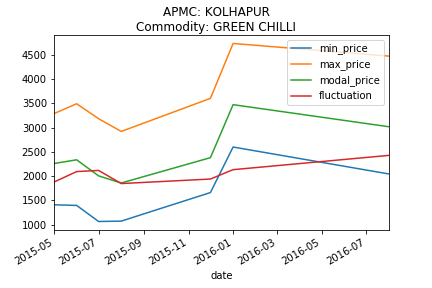 APMC: KOLHAPUR
Commodity: GREEN CHILLI
4500
4000
3500
3000
2500
2000
1500
1000
min_price
max_price
modal_price
fluctuation
2015-05
2015-07
2015-09
2015-11
2016-01
2016-03
2016-05
2016-07
date